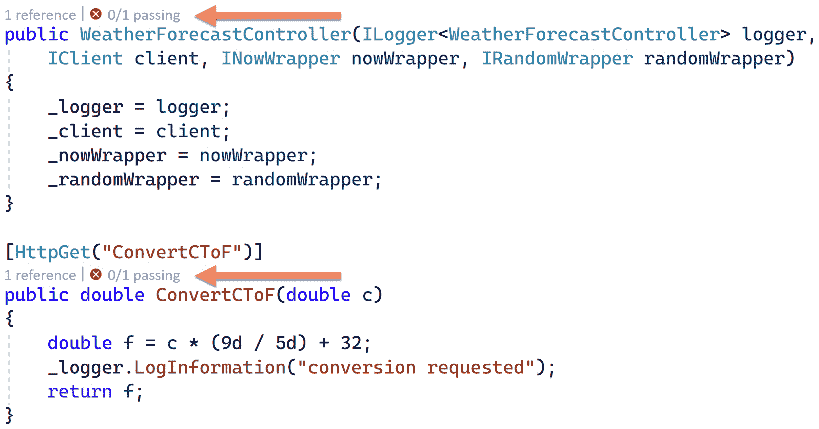 1 reference | 0/1 passing
public WeatherForecastController(ILogger<WeatherForecastController> logger,
    IClient client, INowWrapper nowWrapper, IRandomWrapper randomWrapper)
{
    _logger = logger;
    _client = client;
    _nowWrapper = nowWrapper;
    _randomWrapper = randomWrapper;
}

[HttpGet("ConvertCToF")]
1 reference | 0/1 passing
public double ConvertCToF(double c)
{
    double f = c * (9d / 5d) + 32;
    _logger.LogInformation("conversion requested");
    return f;
}